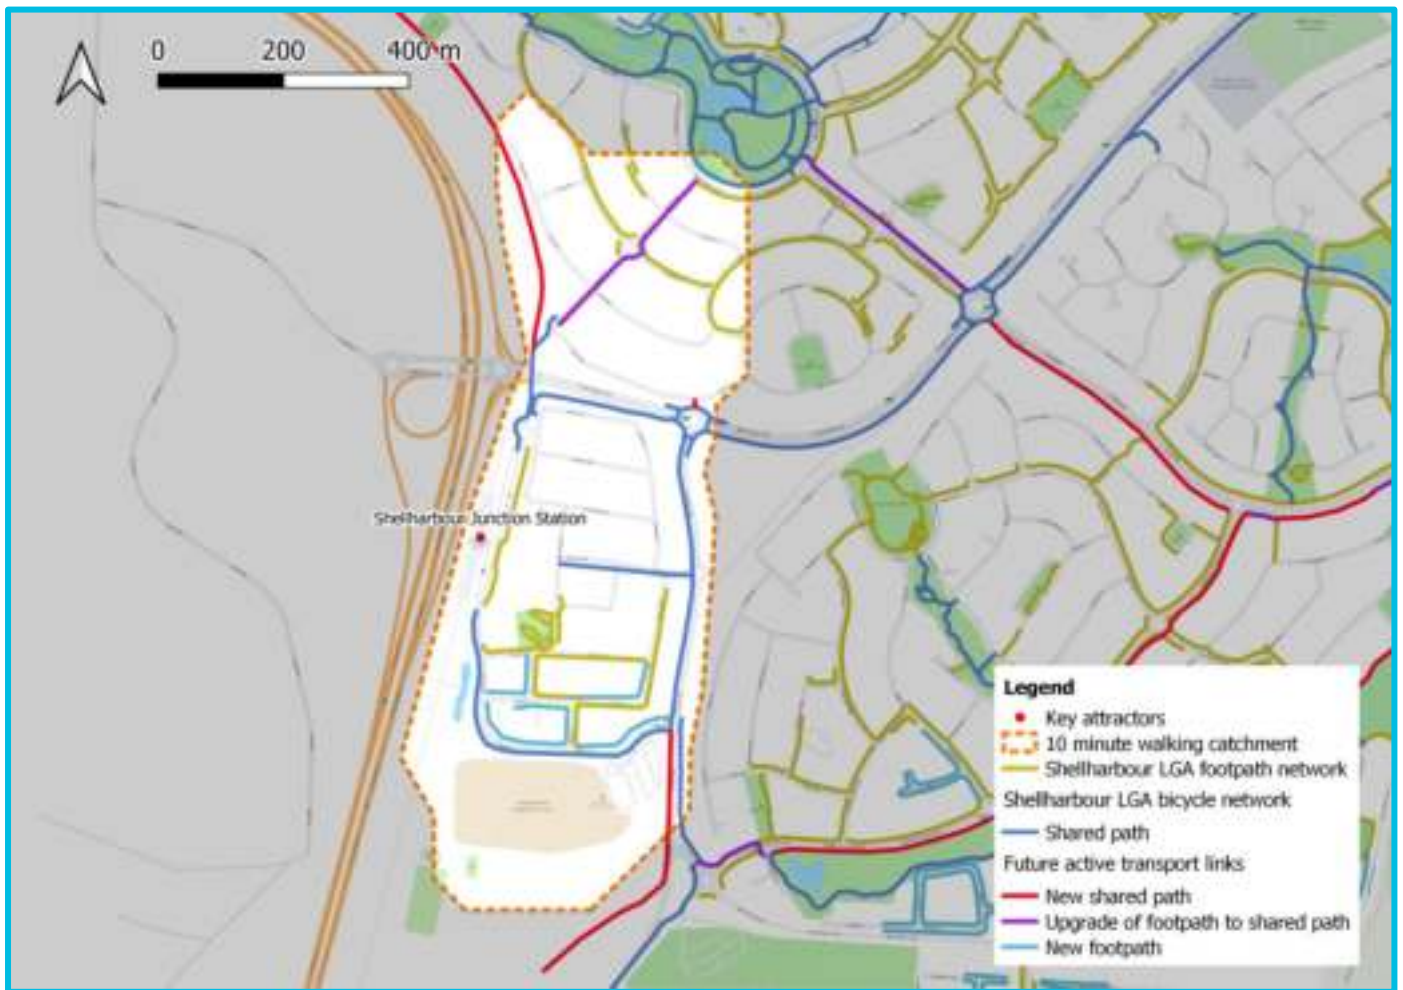 0 200 400 m
Shellharbour Junction Station
Legend
Key attractors
10 minute walking catchment
Shellharbour LGA footpath network
Shellharbour LGA bicycle network
Shared path
Future active transport links
New shared path
Upgrade of footpath to shared path
New footpath